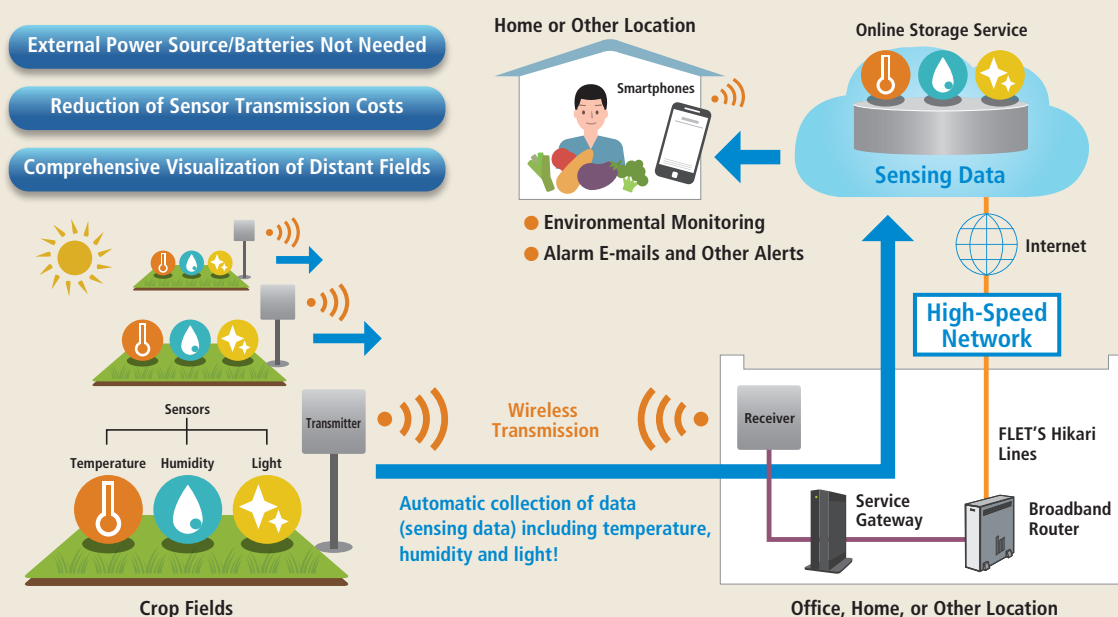 External Power Source/Batteries Not Needed
Reduction of Sensor Transmission Costs
Comprehensive Visualization of Distant Fields
Home or Other Location
Smartphones
● Environmental Monitoring
● Alarm E-mails and Other Alerts
Online Storage Service
Sensing Data
Internet
High-Speed
Network
Sensors
Temperature
Humidity
Light
Transmitter
Wireless
Transmission
Automatic collection of data
(sensing data) including temperature,
humidity and light!
Receiver
FLET'S Hikari
Lines
Service
Gateway
Broadband
Router
Crop Fields
Office, Home, or Other Location